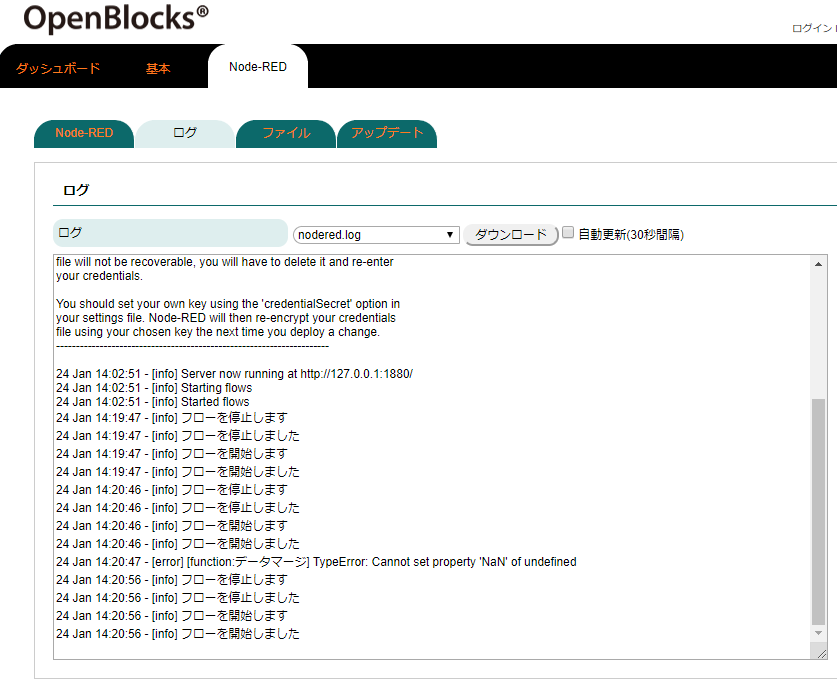 OpenBlocks®
ログイン
ダッシュボード 基本 Node-RED
Node-RED ログ ファイル アップデート
ログ
ログ nodered.log ダウンロード 自動更新(30秒間隔)
file will not be recoverable, you will have to delete it and re-enter
your credentials.
You should set your own key using the 'credentialSecret' option in
your settings file. Node-RED will then re-encrypt your credentials
file using your chosen key the next time you deploy a change.
---------------------------------------------------------------------
24 Jan 14:02:51 - [info] Server now running at http://127.0.0.1:1880/
24 Jan 14:02:51 - [info] Starting flows
24 Jan 14:02:51 - [info] Started flows
24 Jan 14:19:47 - [info] フローを停止します
24 Jan 14:19:47 - [info] フローを停止しました
24 Jan 14:19:47 - [info] フローを開始します
24 Jan 14:19:47 - [info] フローを開始しました
24 Jan 14:20:46 - [info] フローを停止します
24 Jan 14:20:46 - [info] フローを停止しました
24 Jan 14:20:46 - [info] フローを開始します
24 Jan 14:20:46 - [info] フローを開始しました
24 Jan 14:20:47 - [error] [function:データマージ] TypeError: Cannot set property 'NaN' of undefined
24 Jan 14:20:56 - [info] フローを停止します
24 Jan 14:20:56 - [info] フローを停止しました
24 Jan 14:20:56 - [info] フローを開始します
24 Jan 14:20:56 - [info] フローを開始しました